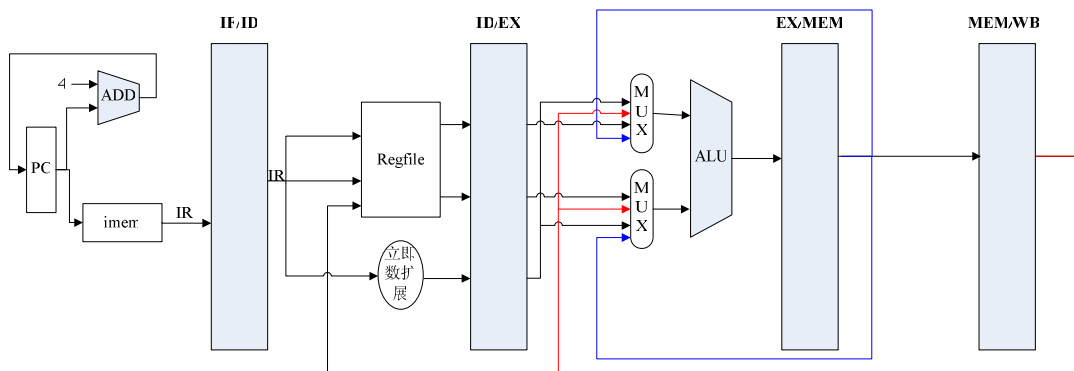 IF/ID
ID/EX
EX/MEM
MEM/WB
4
ADD
PC
imem
IR
IR
Regfile
立即
数扩
展
M
U
X
M
U
X
ALU